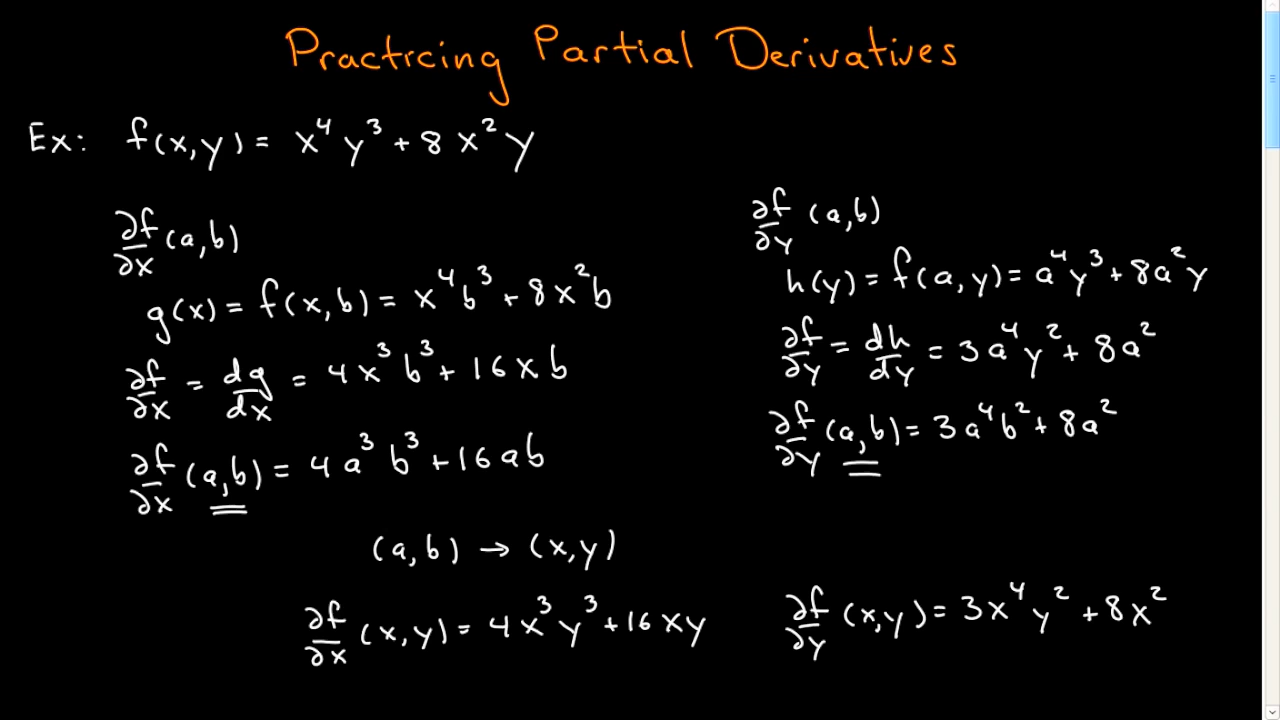 Practicing Partial Derivatives
Ex: f(x,y) = x⁴y³ + 8x²y
∂f/∂x (a,b)
g(x) = f(x,b) = x⁴b³ + 8x²b
∂f/∂x = dg/dx = 4x³b³ + 16xb
∂f/∂x (a,b) = 4a³b³ + 16ab
∂f/∂y (a,b)
h(y) = f(a,y) = a⁴y³ + 8a²y
∂f/∂y = dh/dy = 3a⁴y² + 8a²
∂f/∂y (a,b) = 3a⁴b² + 8a²
(a,b) → (x,y)
∂f/∂x (x,y) = 4x³y³ + 16xy
∂f/∂y (x,y) = 3x⁴y² + 8x²